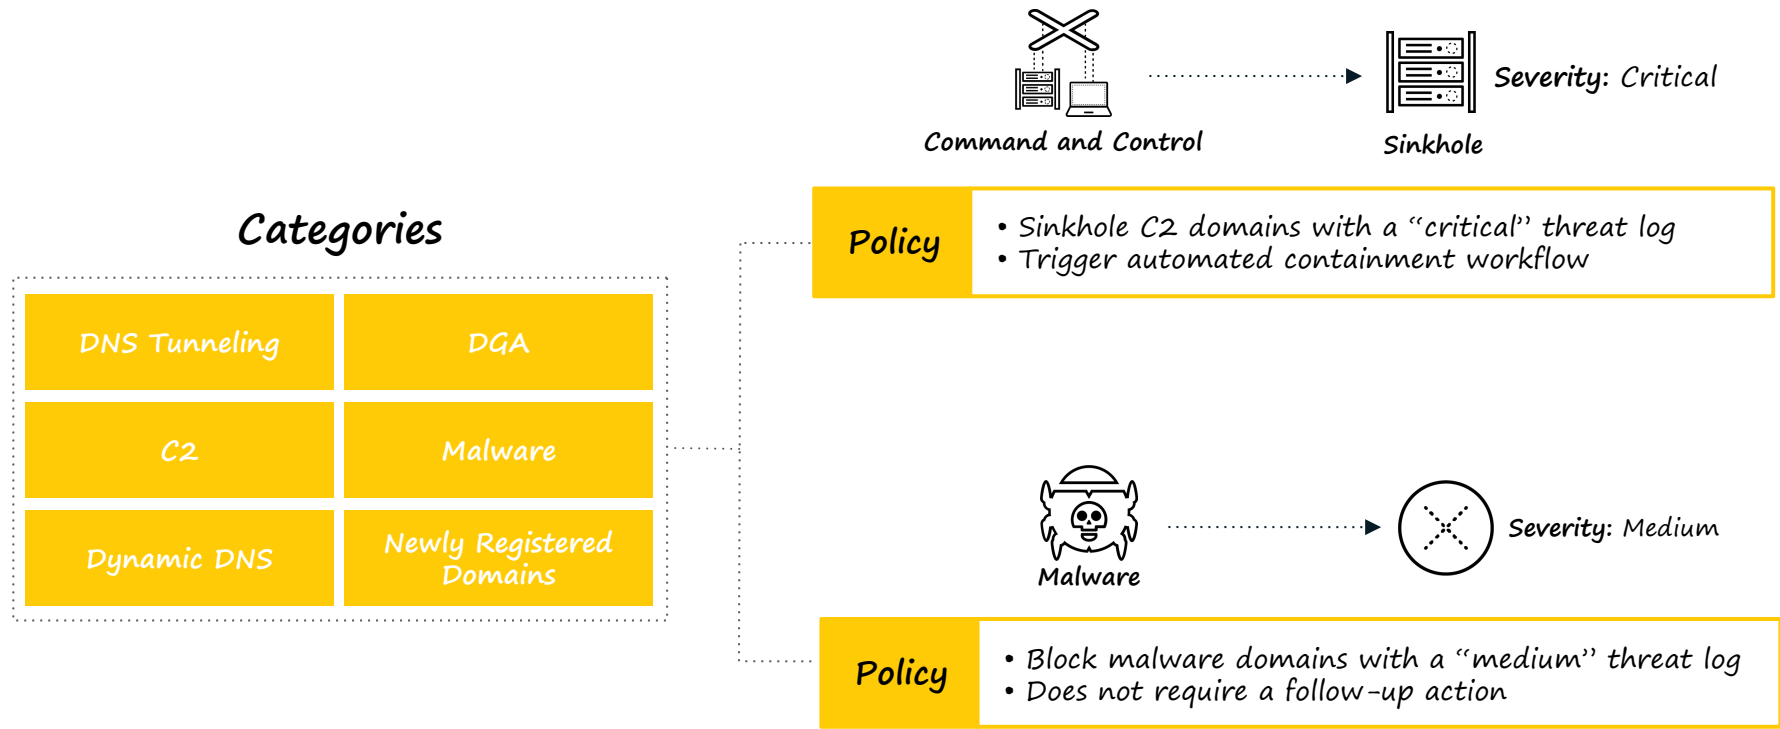 Command and Control
Sinkhole
Severity: Critical
Categories
DNS Tunneling
DGA
C2
Malware
Dynamic DNS
Newly Registered
Domains
Policy
• Sinkhole C2 domains with a “critical” threat log
• Trigger automated containment workflow
Malware
Severity: Medium
Policy
• Block malware domains with a “medium” threat log
• Does not require a follow-up action